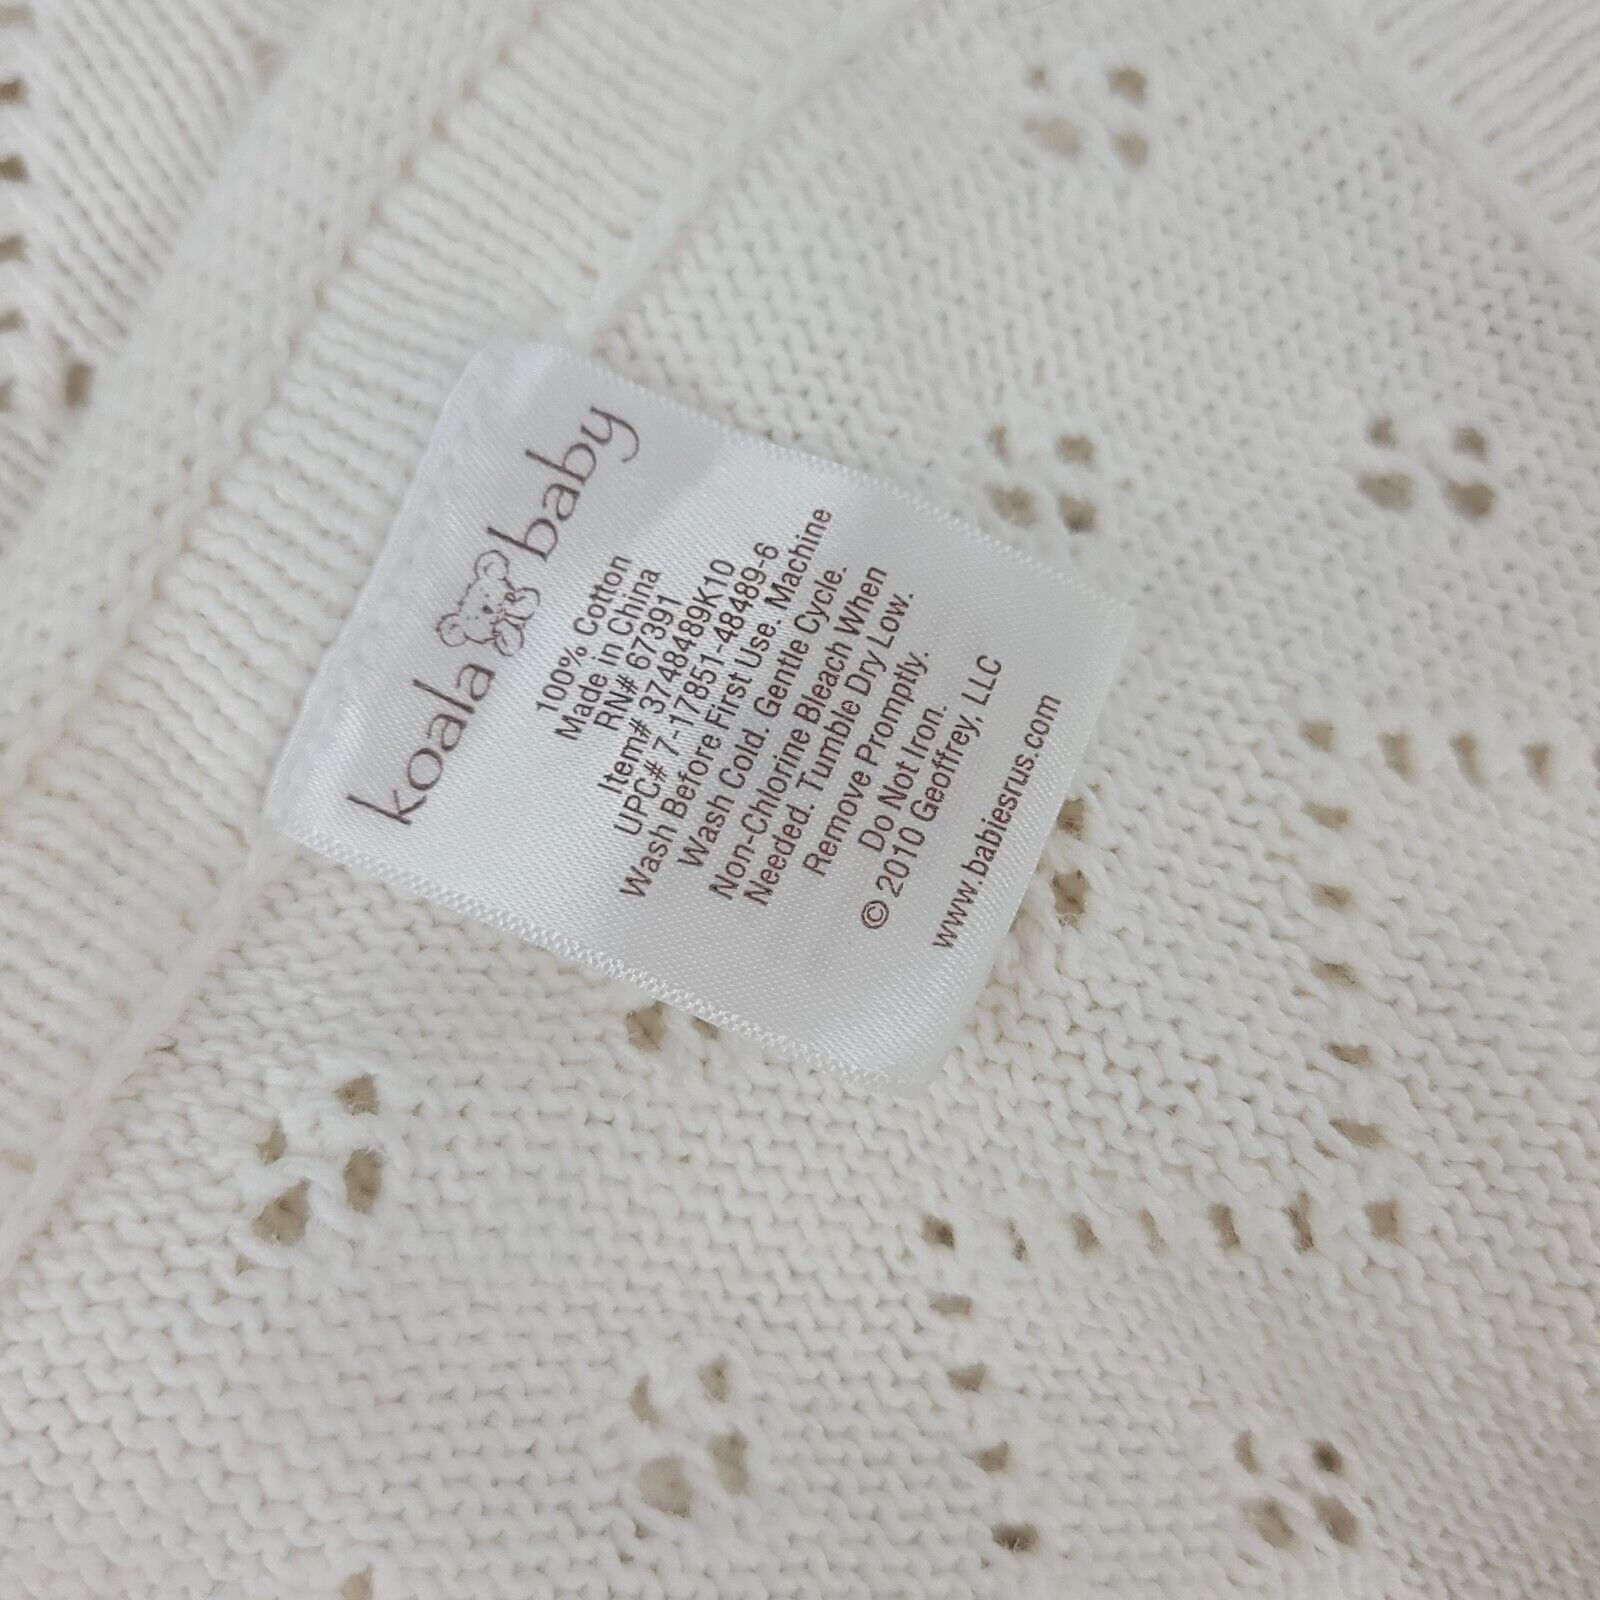 koala baby
100% Cotton
Made in China
RN# 67391
Item# 3748489K10
UPC# 7-17851-48489-6
Wash Before First Use. Machine
Wash Cold. Gentle Cycle.
Non-Chlorine Bleach When
Needed. Tumble Dry Low.
Remove Promptly.
Do Not Iron.
© 2010 Geoffrey, LLC
www.babiesrus.com